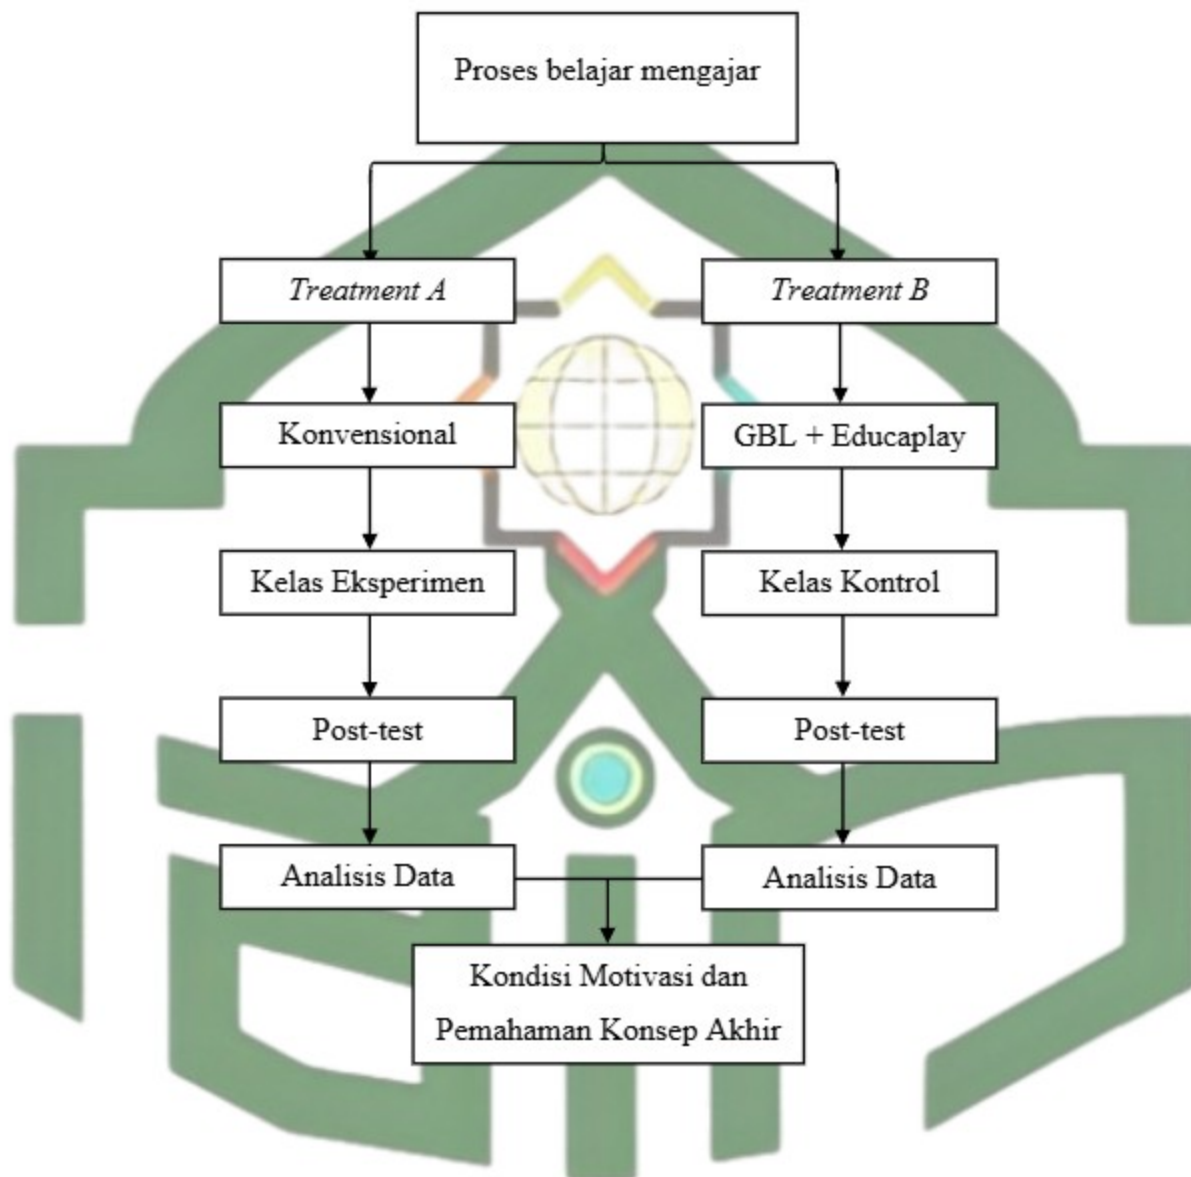 Proses belajar mengajar
Treatment A
Treatment B
Konvensional
GBL + Educaplay
Kelas Eksperimen
Kelas Kontrol
Post-test
Post-test
Analisis Data
Analisis Data
Kondisi Motivasi dan
Pemahaman Konsep Akhir